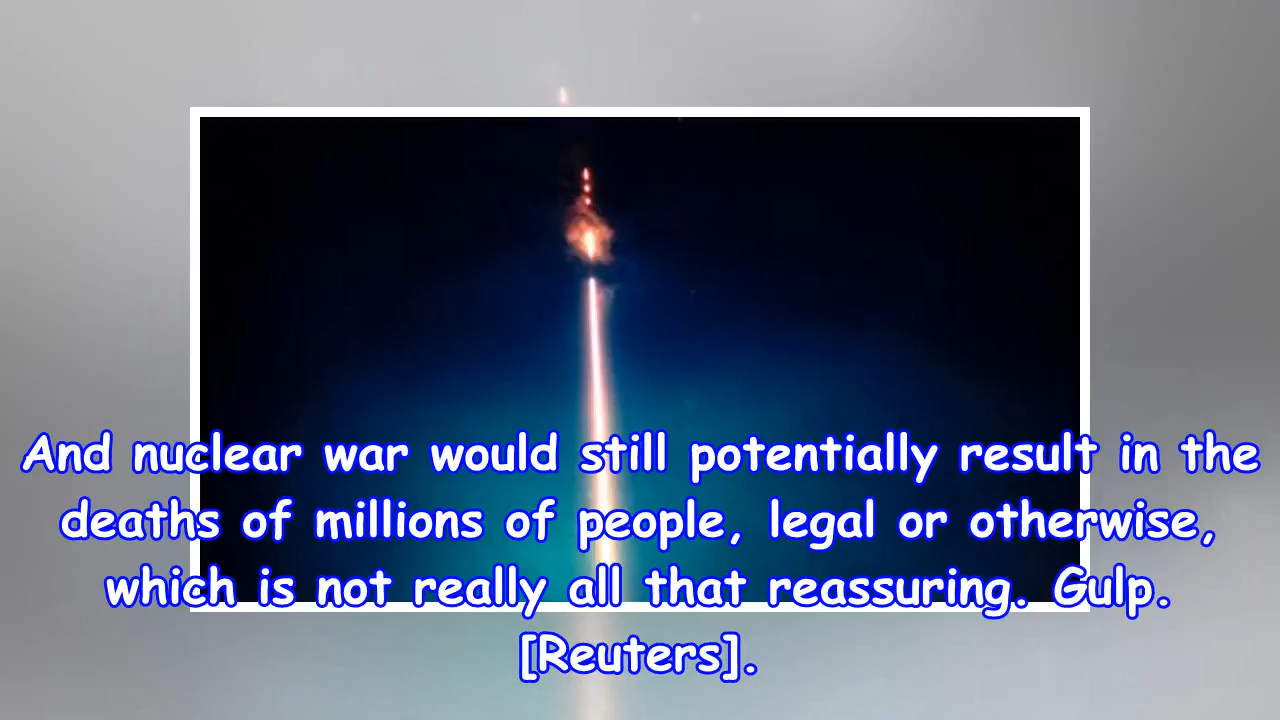 And nuclear war would still potentially result in the
deaths of millions of people, legal or otherwise,
which is not really all that reassuring. Gulp.
[Reuters].